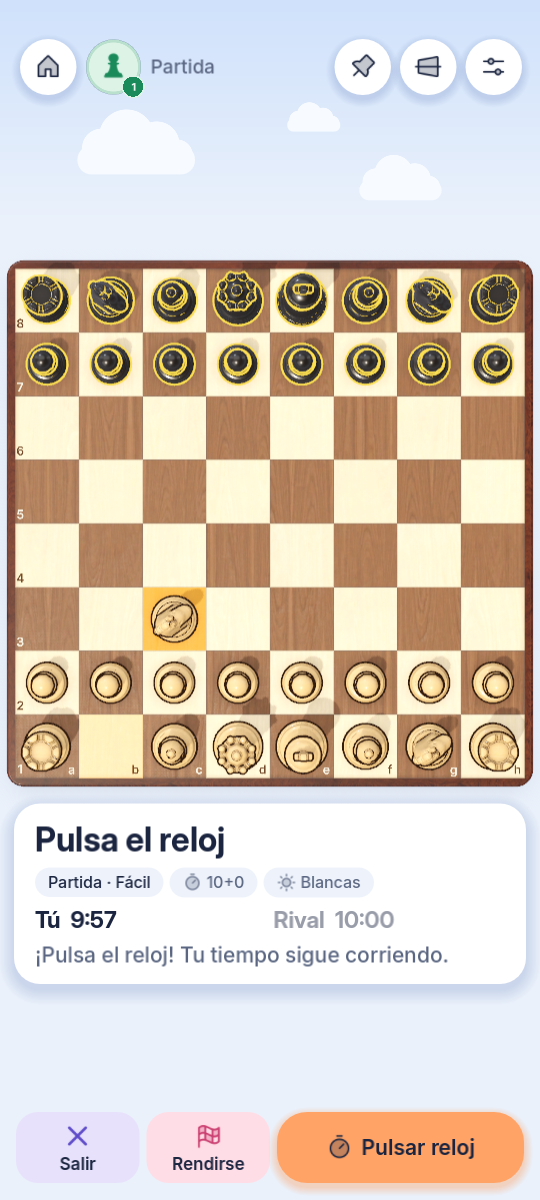 Partida
1
8
7
6
5
4
3
2
1 a b c d e f g h
Pulsa el reloj
Partida · Fácil 10+0 Blancas
Tú 9:57 Rival 10:00
¡Pulsa el reloj! Tu tiempo sigue corriendo.
Salir Rendirse Pulsar reloj